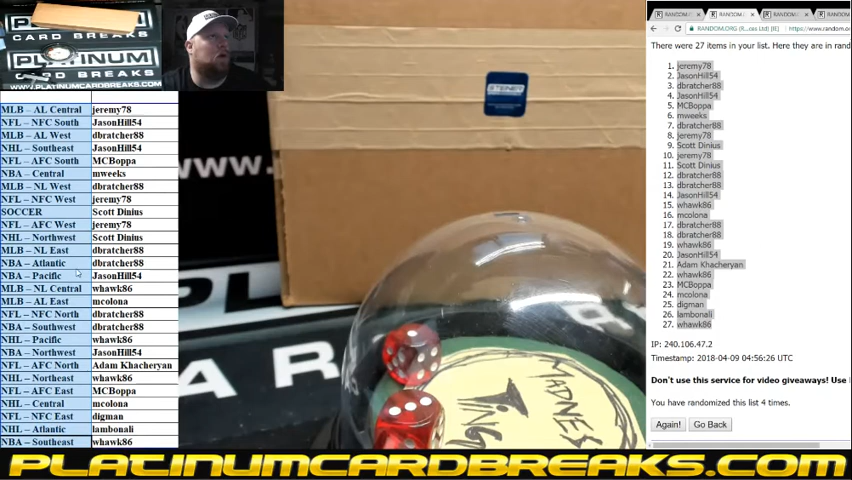 PLATINUM
CARD BREAKS
WWW.PLATINUMCARDBREAKS.COM
MLB – AL Central jeremy78
NFL – NFC South JasonHill54
MLB – AL West dbratcher88
NHL – Southeast JasonHill54
NFL – AFC South MCBoppa
NBA – Central mweeks
MLB – NL West dbratcher88
NFL – NFC West jeremy78
SOCCER Scott Dinius
NFL – AFC West jeremy78
NHL – Northwest Scott Dinius
MLB – NL East dbratcher88
NBA – Atlantic dbratcher88
NBA – Pacific JasonHill54
MLB – NL Central whawk86
MLB – AL East mcolona
NFL – NFC North dbratcher88
NBA – Southwest dbratcher88
NHL – Pacific whawk86
NBA – Northwest JasonHill54
NFL – AFC North Adam Khacheryan
NHL – Northeast whawk86
NFL – AFC East MCBoppa
NHL – Central mcolona
NFL – NFC East digman
NHL – Atlantic lambonali
NBA – Southeast whawk86
STEINER
www.
A R
MADNESS
There were 27 items in your list. Here they are in rand
1. jeremy78
2. JasonHill54
3. dbratcher88
4. JasonHill54
5. MCBoppa
6. mweeks
7. dbratcher88
8. jeremy78
9. Scott Dinius
10. jeremy78
11. Scott Dinius
12. dbratcher88
13. dbratcher88
14. JasonHill54
15. whawk86
16. mcolona
17. dbratcher88
18. dbratcher88
19. whawk86
20. JasonHill54
21. Adam Khacheryan
22. whawk86
23. MCBoppa
24. mcolona
25. digman
26. lambonali
27. whawk86
IP: 240.106.47.2
Timestamp: 2018-04-09 04:56:26 UTC
Don't use this service for video giveaways! Use
You have randomized this list 4 times.
Again! Go Back
PLATINUMCARDBREAKS.COM